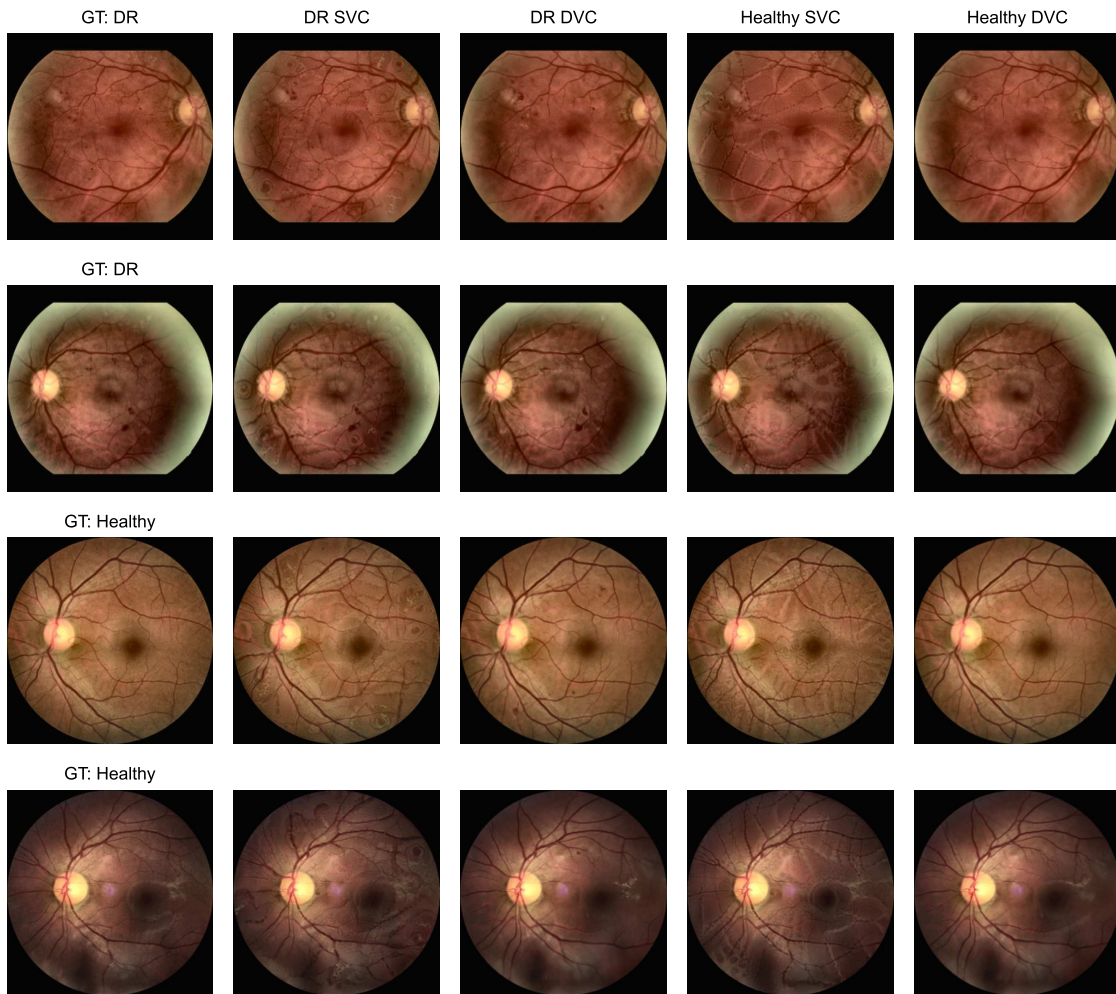 GT: DR
DR SVC
DR DVC
Healthy SVC
Healthy DVC
GT: DR
GT: Healthy
GT: Healthy